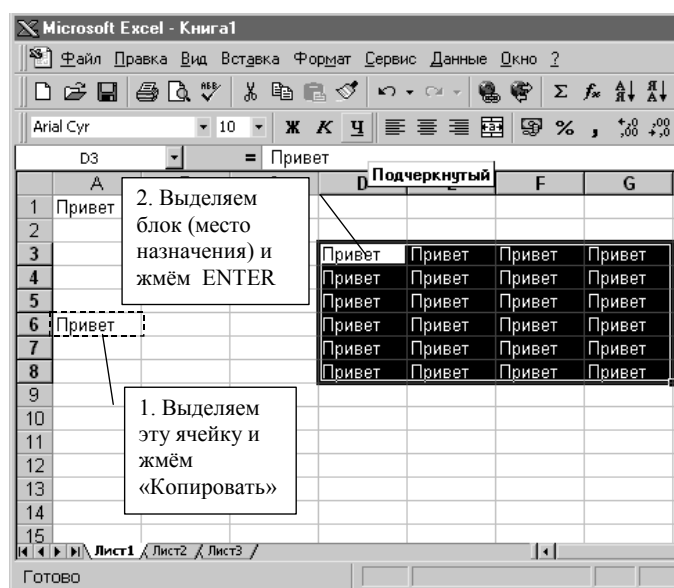 Microsoft Excel - Книга1
Файл Правка Вид Вставка Формат Сервис Данные Окно ?
Arial Cyr 10 Ж К Ч % , ,00 ,0
D3 = Привет
Подчеркнутый
A D E F G
1 Привет
2. Выделяем
блок (место
назначения) и
жмём ENTER
2
3 Привет Привет Привет Привет
4 Привет Привет Привет Привет
5 Привет Привет Привет Привет
6 Привет Привет Привет Привет Привет
7 Привет Привет Привет Привет
8 Привет Привет Привет Привет
9
10
11
12
13
14
15
1. Выделяем
эту ячейку и
жмём
«Копировать»
Лист1 Лист2 Лист3
Готово